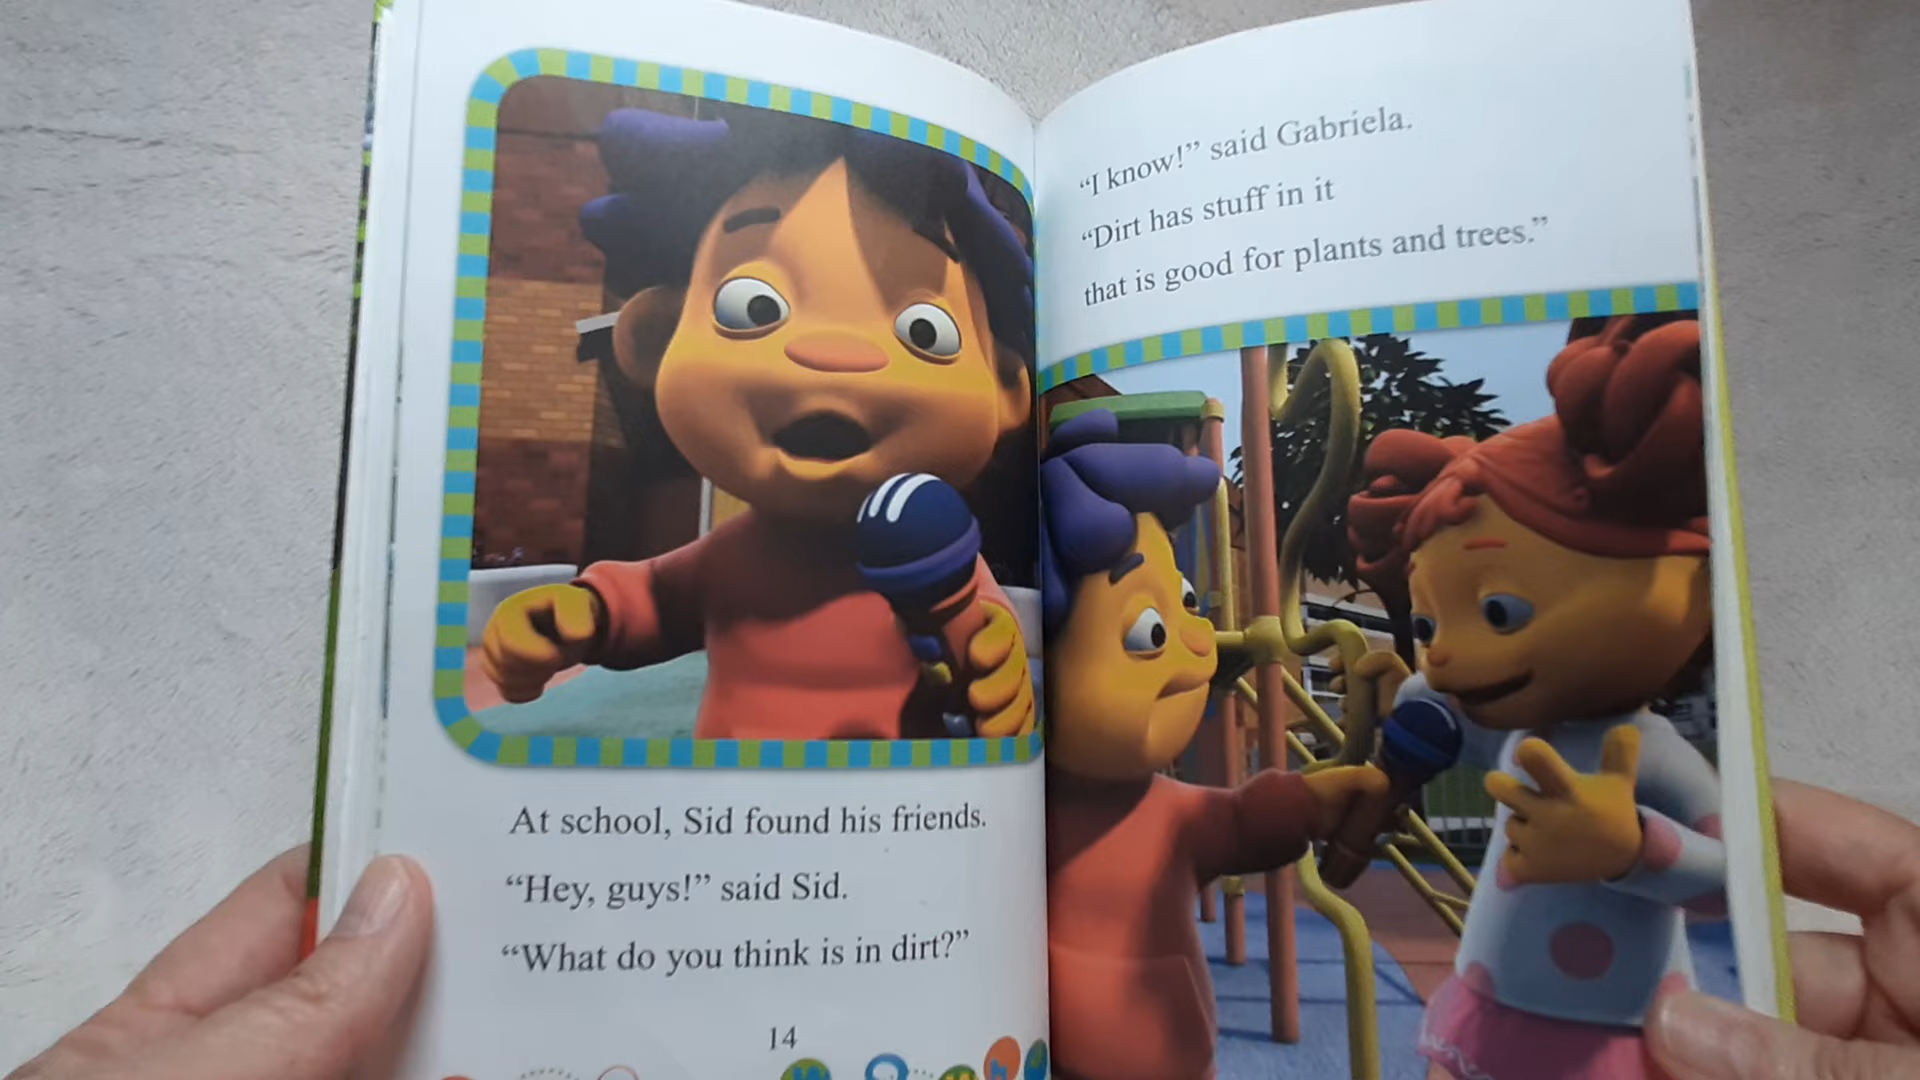 At school, Sid found his friends.
“Hey, guys!” said Sid.
“What do you think is in dirt?”
14
“I know!” said Gabriela.
“Dirt has stuff in it
that is good for plants and trees.”